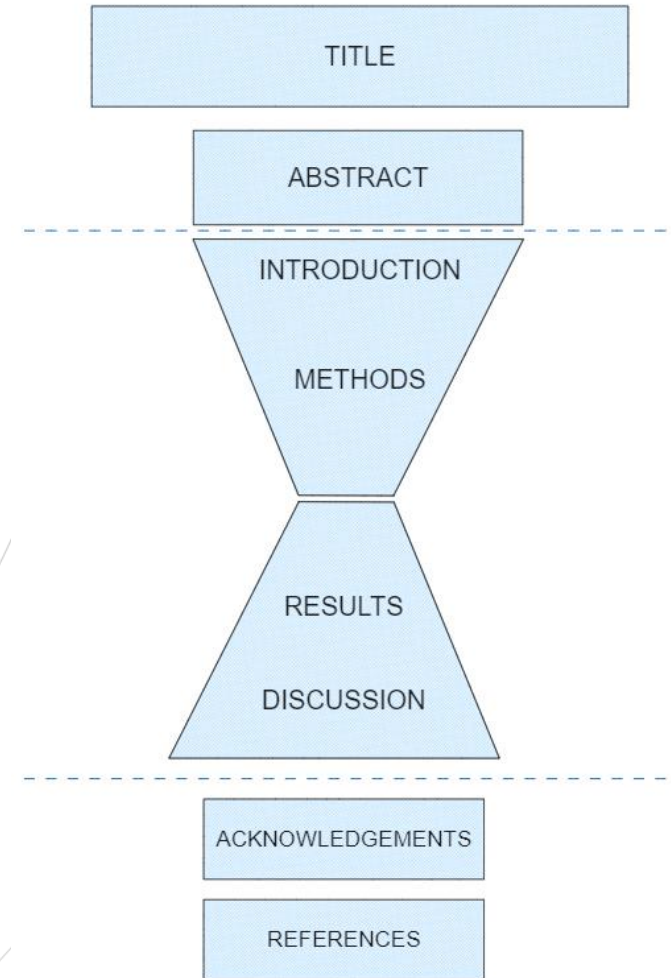 TITLE
ABSTRACT
INTRODUCTION
METHODS
RESULTS
DISCUSSION
ACKNOWLEDGEMENTS
REFERENCES